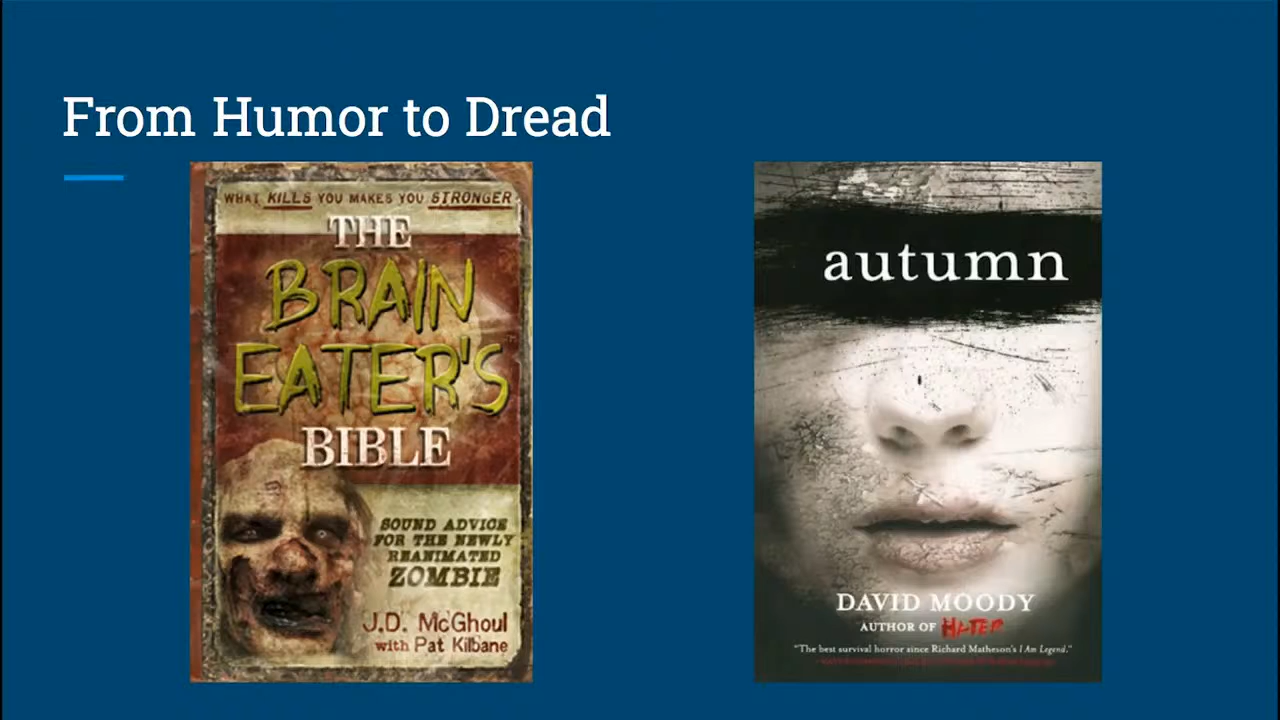 From Humor to Dread
WHAT KILLS YOU MAKES YOU STRONGER
THE
BRAIN
EATER'S
BIBLE
SOUND ADVICE
FOR THE NEWLY
REANIMATED
ZOMBIE
J.D. McGhoul
with Pat Kilbane
autumn
DAVID MOODY
AUTHOR OF HATER
"The best survival horror since Richard Matheson's I Am Legend."